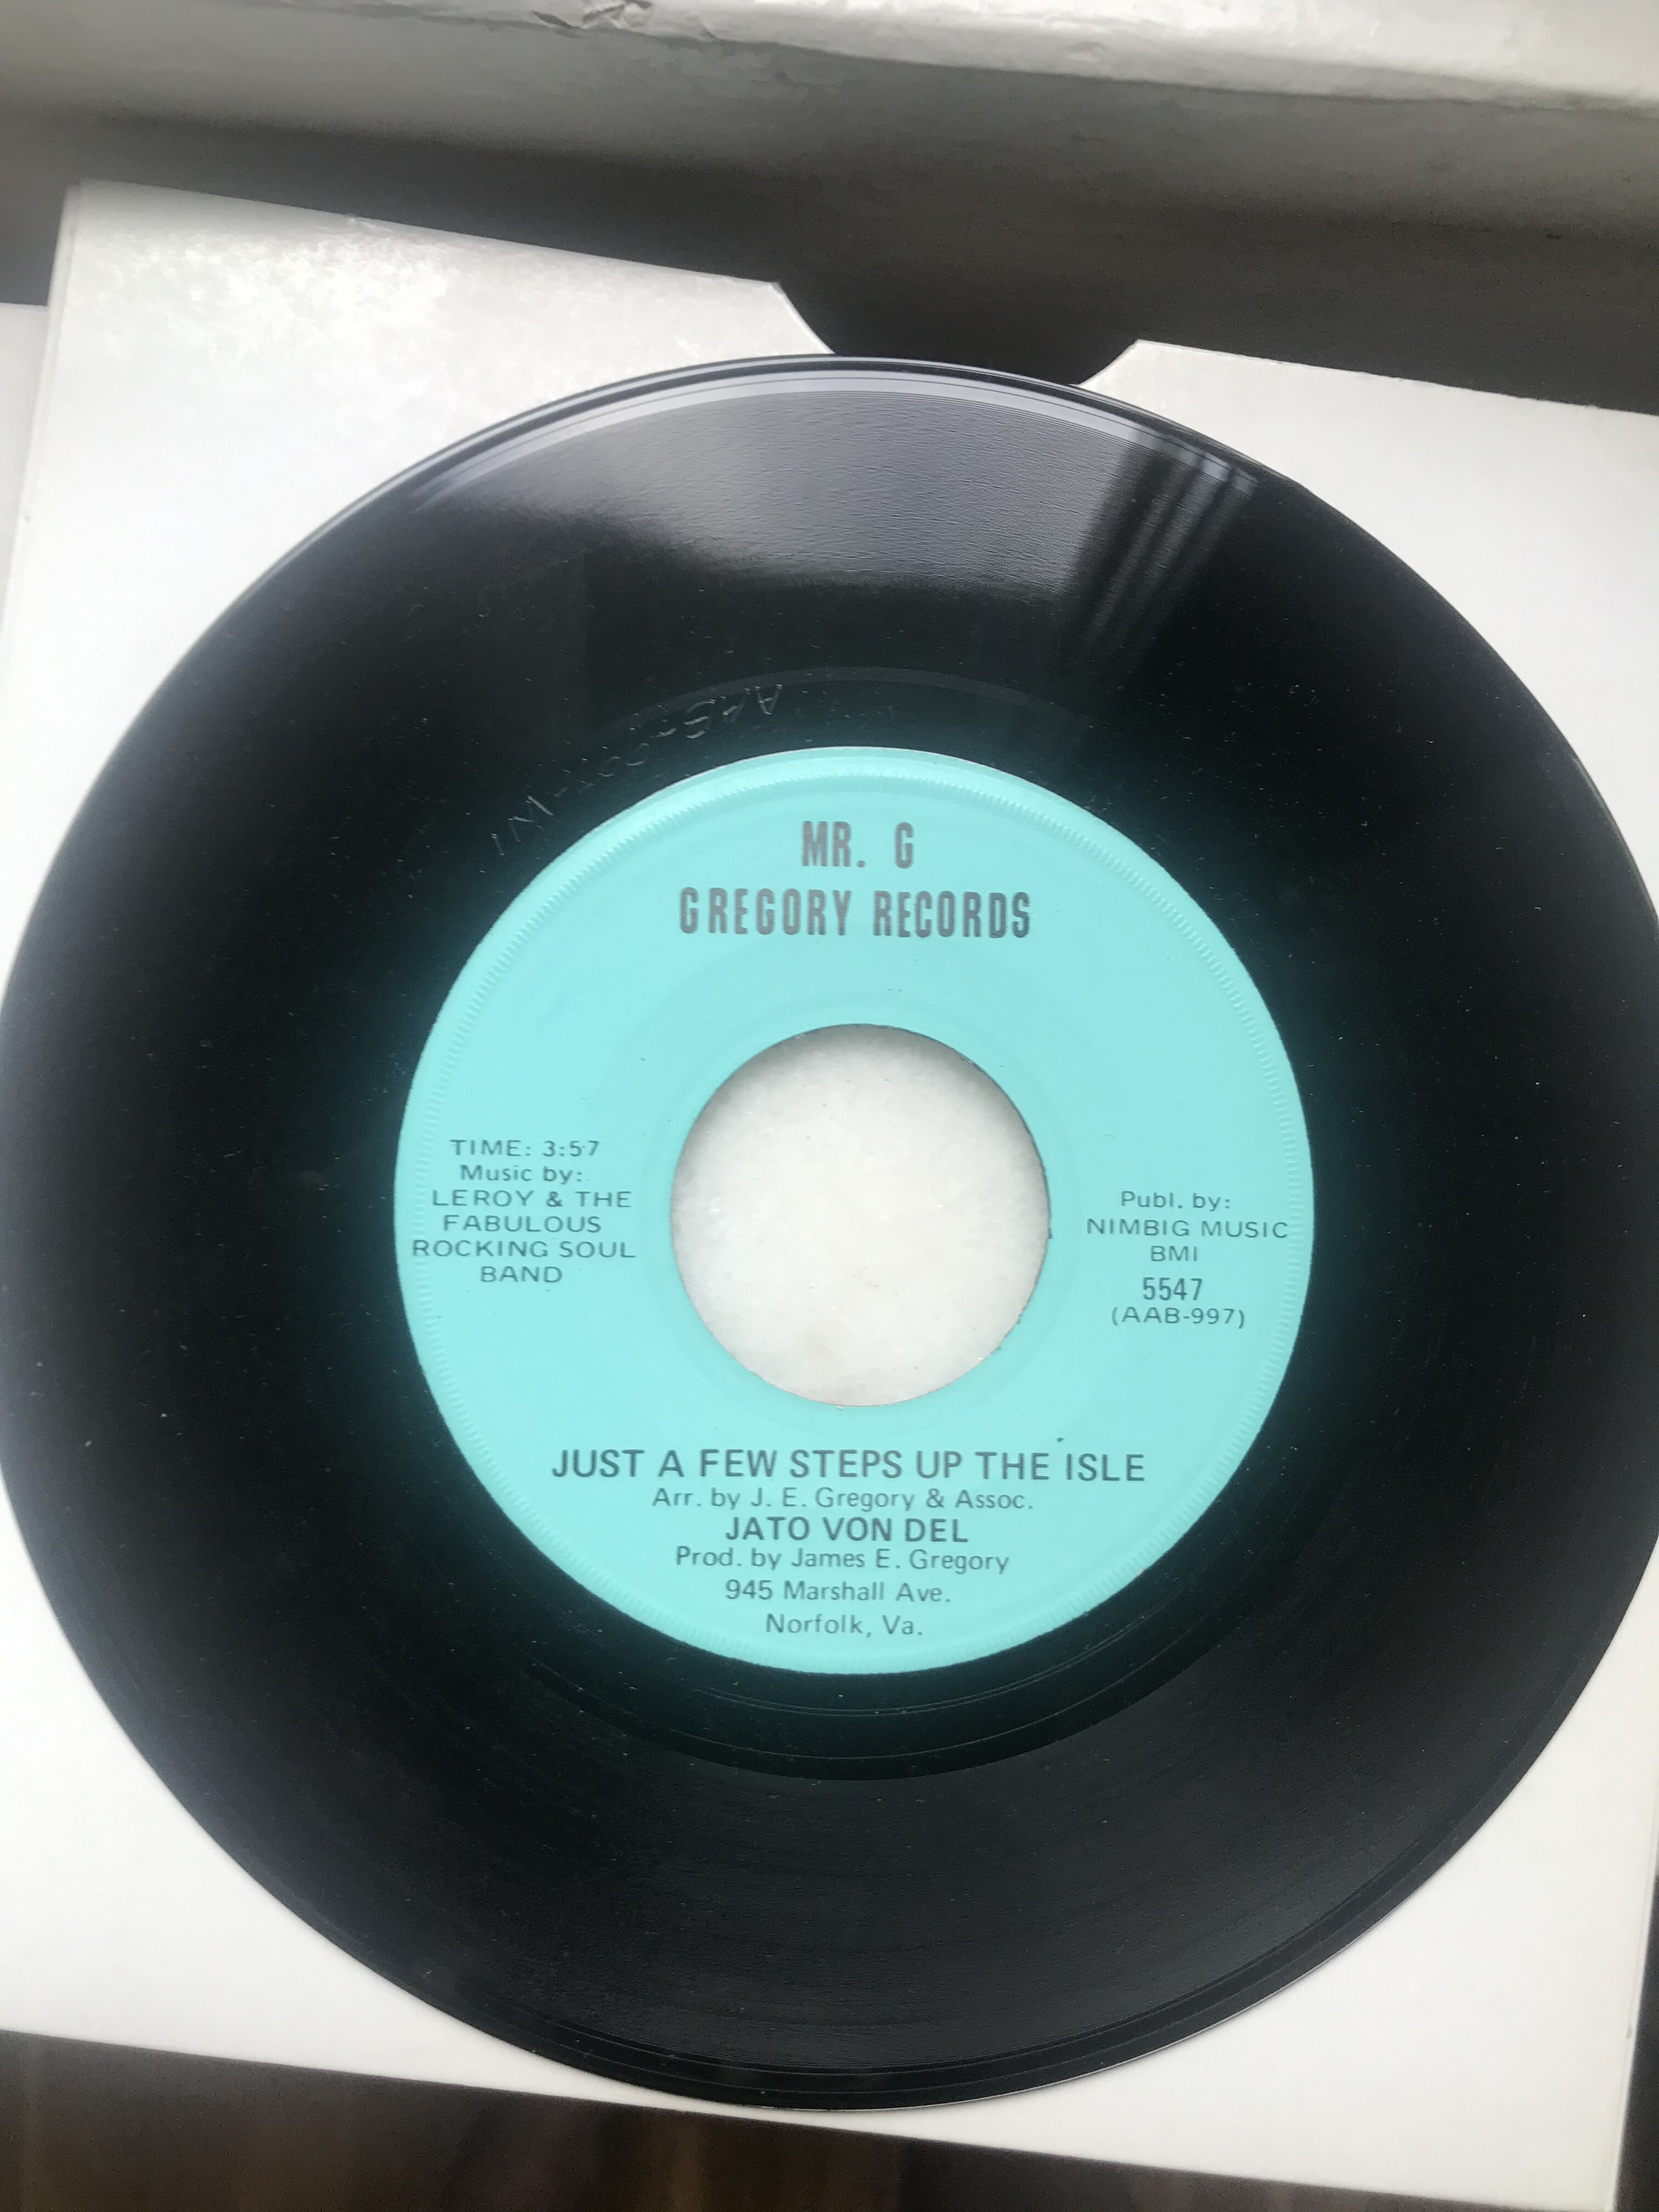 MR. G
GREGORY RECORDS
TIME: 3:57
Music by:
LEROY & THE
FABULOUS
ROCKING SOUL
BAND
Publ. by:
NIMBIG MUSIC
BMI
5547
(AAB-997)
JUST A FEW STEPS UP THE ISLE
Arr. by J. E. Gregory & Assoc.
JATO VON DEL
Prod. by James E. Gregory
945 Marshall Ave.
Norfolk, Va.